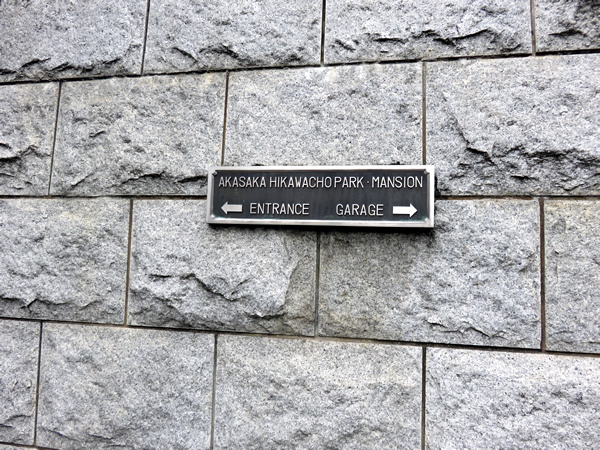 AKASAKA HIKAWACHO PARK・MANSION
← ENTRANCE GARAGE →